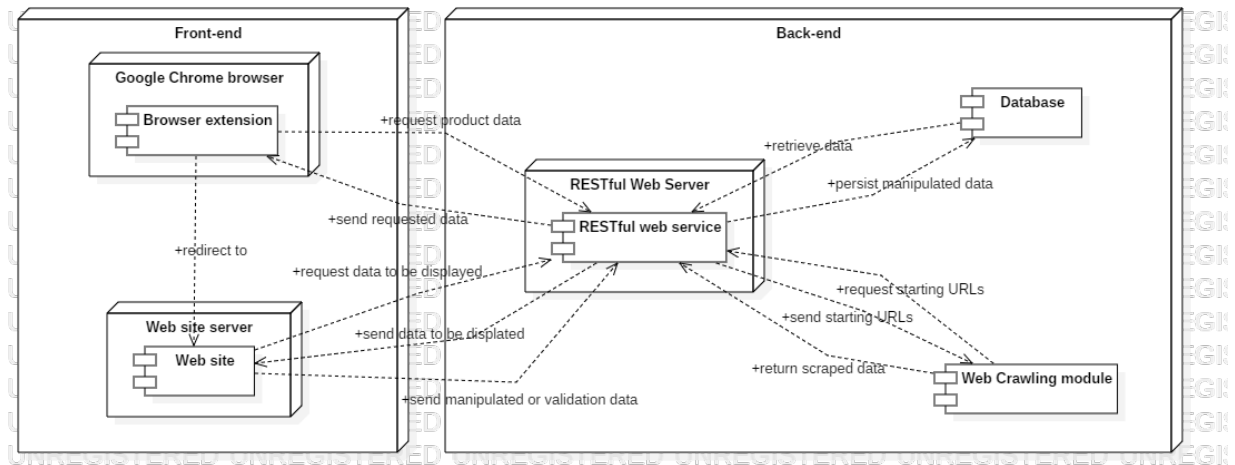 Front-end
Back-end
Google Chrome browser
Browser extension
Database
+request product data
+retrieve data
RESTful Web Server
+persist manipulated data
+send requested data
RESTful web service
+redirect to
+request data to be displayed
+request starting URLs
+send starting URLs
Web site server
+send data to be displated
Web site
+return scraped data
Web Crawling module
+send manipulated or validation data
UNREGISTERED UNREGISTERED UNREGISTERED UNREGISTERED UNREGIS